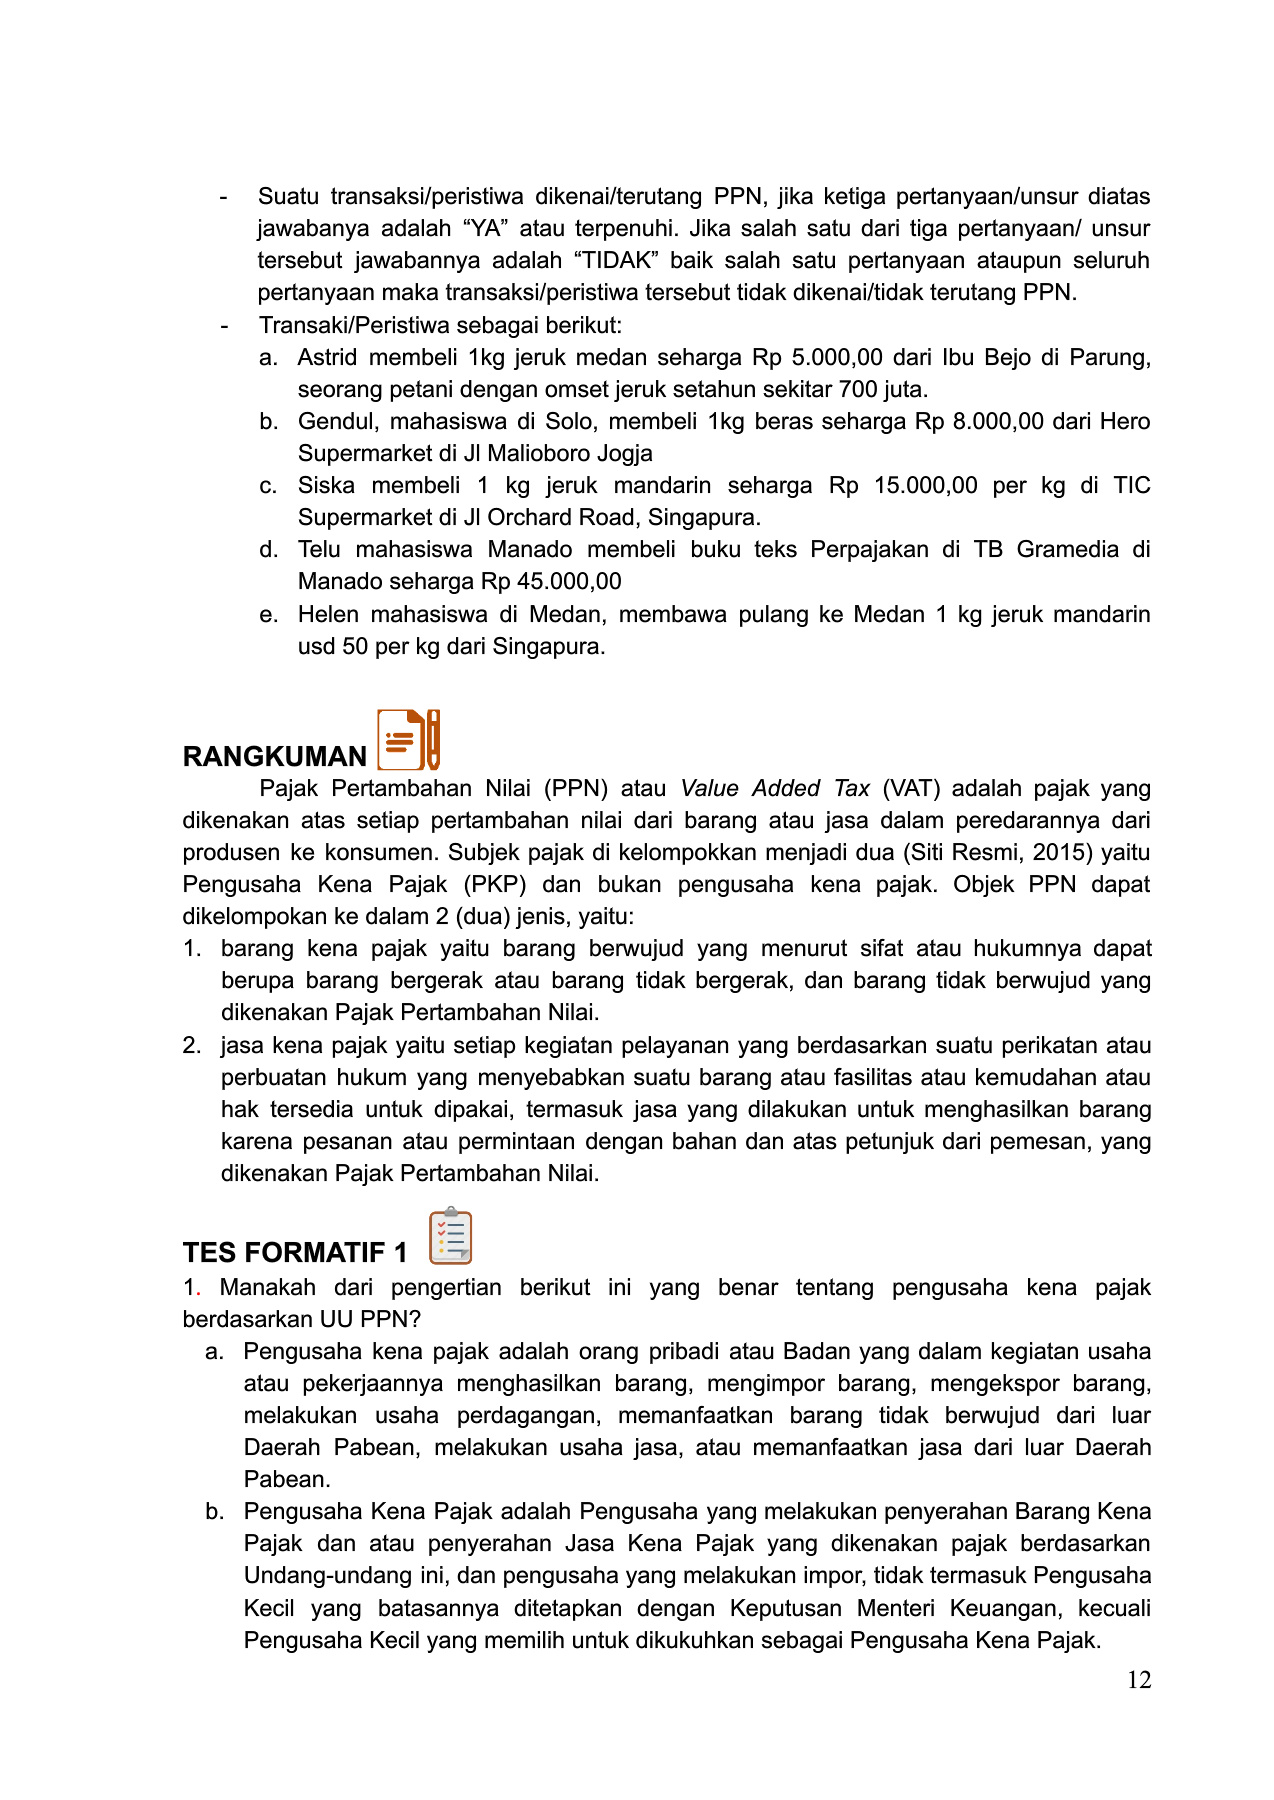 - Suatu transaksi/peristiwa dikenai/terutang PPN, jika ketiga pertanyaan/unsur diatas
jawabanya adalah “YA” atau terpenuhi. Jika salah satu dari tiga pertanyaan/ unsur
tersebut jawabannya adalah “TIDAK” baik salah satu pertanyaan ataupun seluruh
pertanyaan maka transaksi/peristiwa tersebut tidak dikenai/tidak terutang PPN.
- Transaki/Peristiwa sebagai berikut:
a. Astrid membeli 1kg jeruk medan seharga Rp 5.000,00 dari Ibu Bejo di Parung,
seorang petani dengan omset jeruk setahun sekitar 700 juta.
b. Gendul, mahasiswa di Solo, membeli 1kg beras seharga Rp 8.000,00 dari Hero
Supermarket di Jl Malioboro Jogja
c. Siska membeli 1 kg jeruk mandarin seharga Rp 15.000,00 per kg di TIC
Supermarket di Jl Orchard Road, Singapura.
d. Telu mahasiswa Manado membeli buku teks Perpajakan di TB Gramedia di
Manado seharga Rp 45.000,00
e. Helen mahasiswa di Medan, membawa pulang ke Medan 1 kg jeruk mandarin
usd 50 per kg dari Singapura.
RANGKUMAN
Pajak Pertambahan Nilai (PPN) atau Value Added Tax (VAT) adalah pajak yang
dikenakan atas setiap pertambahan nilai dari barang atau jasa dalam peredarannya dari
produsen ke konsumen. Subjek pajak di kelompokkan menjadi dua (Siti Resmi, 2015) yaitu
Pengusaha Kena Pajak (PKP) dan bukan pengusaha kena pajak. Objek PPN dapat
dikelompokan ke dalam 2 (dua) jenis, yaitu:
1. barang kena pajak yaitu barang berwujud yang menurut sifat atau hukumnya dapat
berupa barang bergerak atau barang tidak bergerak, dan barang tidak berwujud yang
dikenakan Pajak Pertambahan Nilai.
2. jasa kena pajak yaitu setiap kegiatan pelayanan yang berdasarkan suatu perikatan atau
perbuatan hukum yang menyebabkan suatu barang atau fasilitas atau kemudahan atau
hak tersedia untuk dipakai, termasuk jasa yang dilakukan untuk menghasilkan barang
karena pesanan atau permintaan dengan bahan dan atas petunjuk dari pemesan, yang
dikenakan Pajak Pertambahan Nilai.
TES FORMATIF 1
1. Manakah dari pengertian berikut ini yang benar tentang pengusaha kena pajak
berdasarkan UU PPN?
a. Pengusaha kena pajak adalah orang pribadi atau Badan yang dalam kegiatan usaha
atau pekerjaannya menghasilkan barang, mengimpor barang, mengekspor barang,
melakukan usaha perdagangan, memanfaatkan barang tidak berwujud dari luar
Daerah Pabean, melakukan usaha jasa, atau memanfaatkan jasa dari luar Daerah
Pabean.
b. Pengusaha Kena Pajak adalah Pengusaha yang melakukan penyerahan Barang Kena
Pajak dan atau penyerahan Jasa Kena Pajak yang dikenakan pajak berdasarkan
Undang-undang ini, dan pengusaha yang melakukan impor, tidak termasuk Pengusaha
Kecil yang batasannya ditetapkan dengan Keputusan Menteri Keuangan, kecuali
Pengusaha Kecil yang memilih untuk dikukuhkan sebagai Pengusaha Kena Pajak.
12